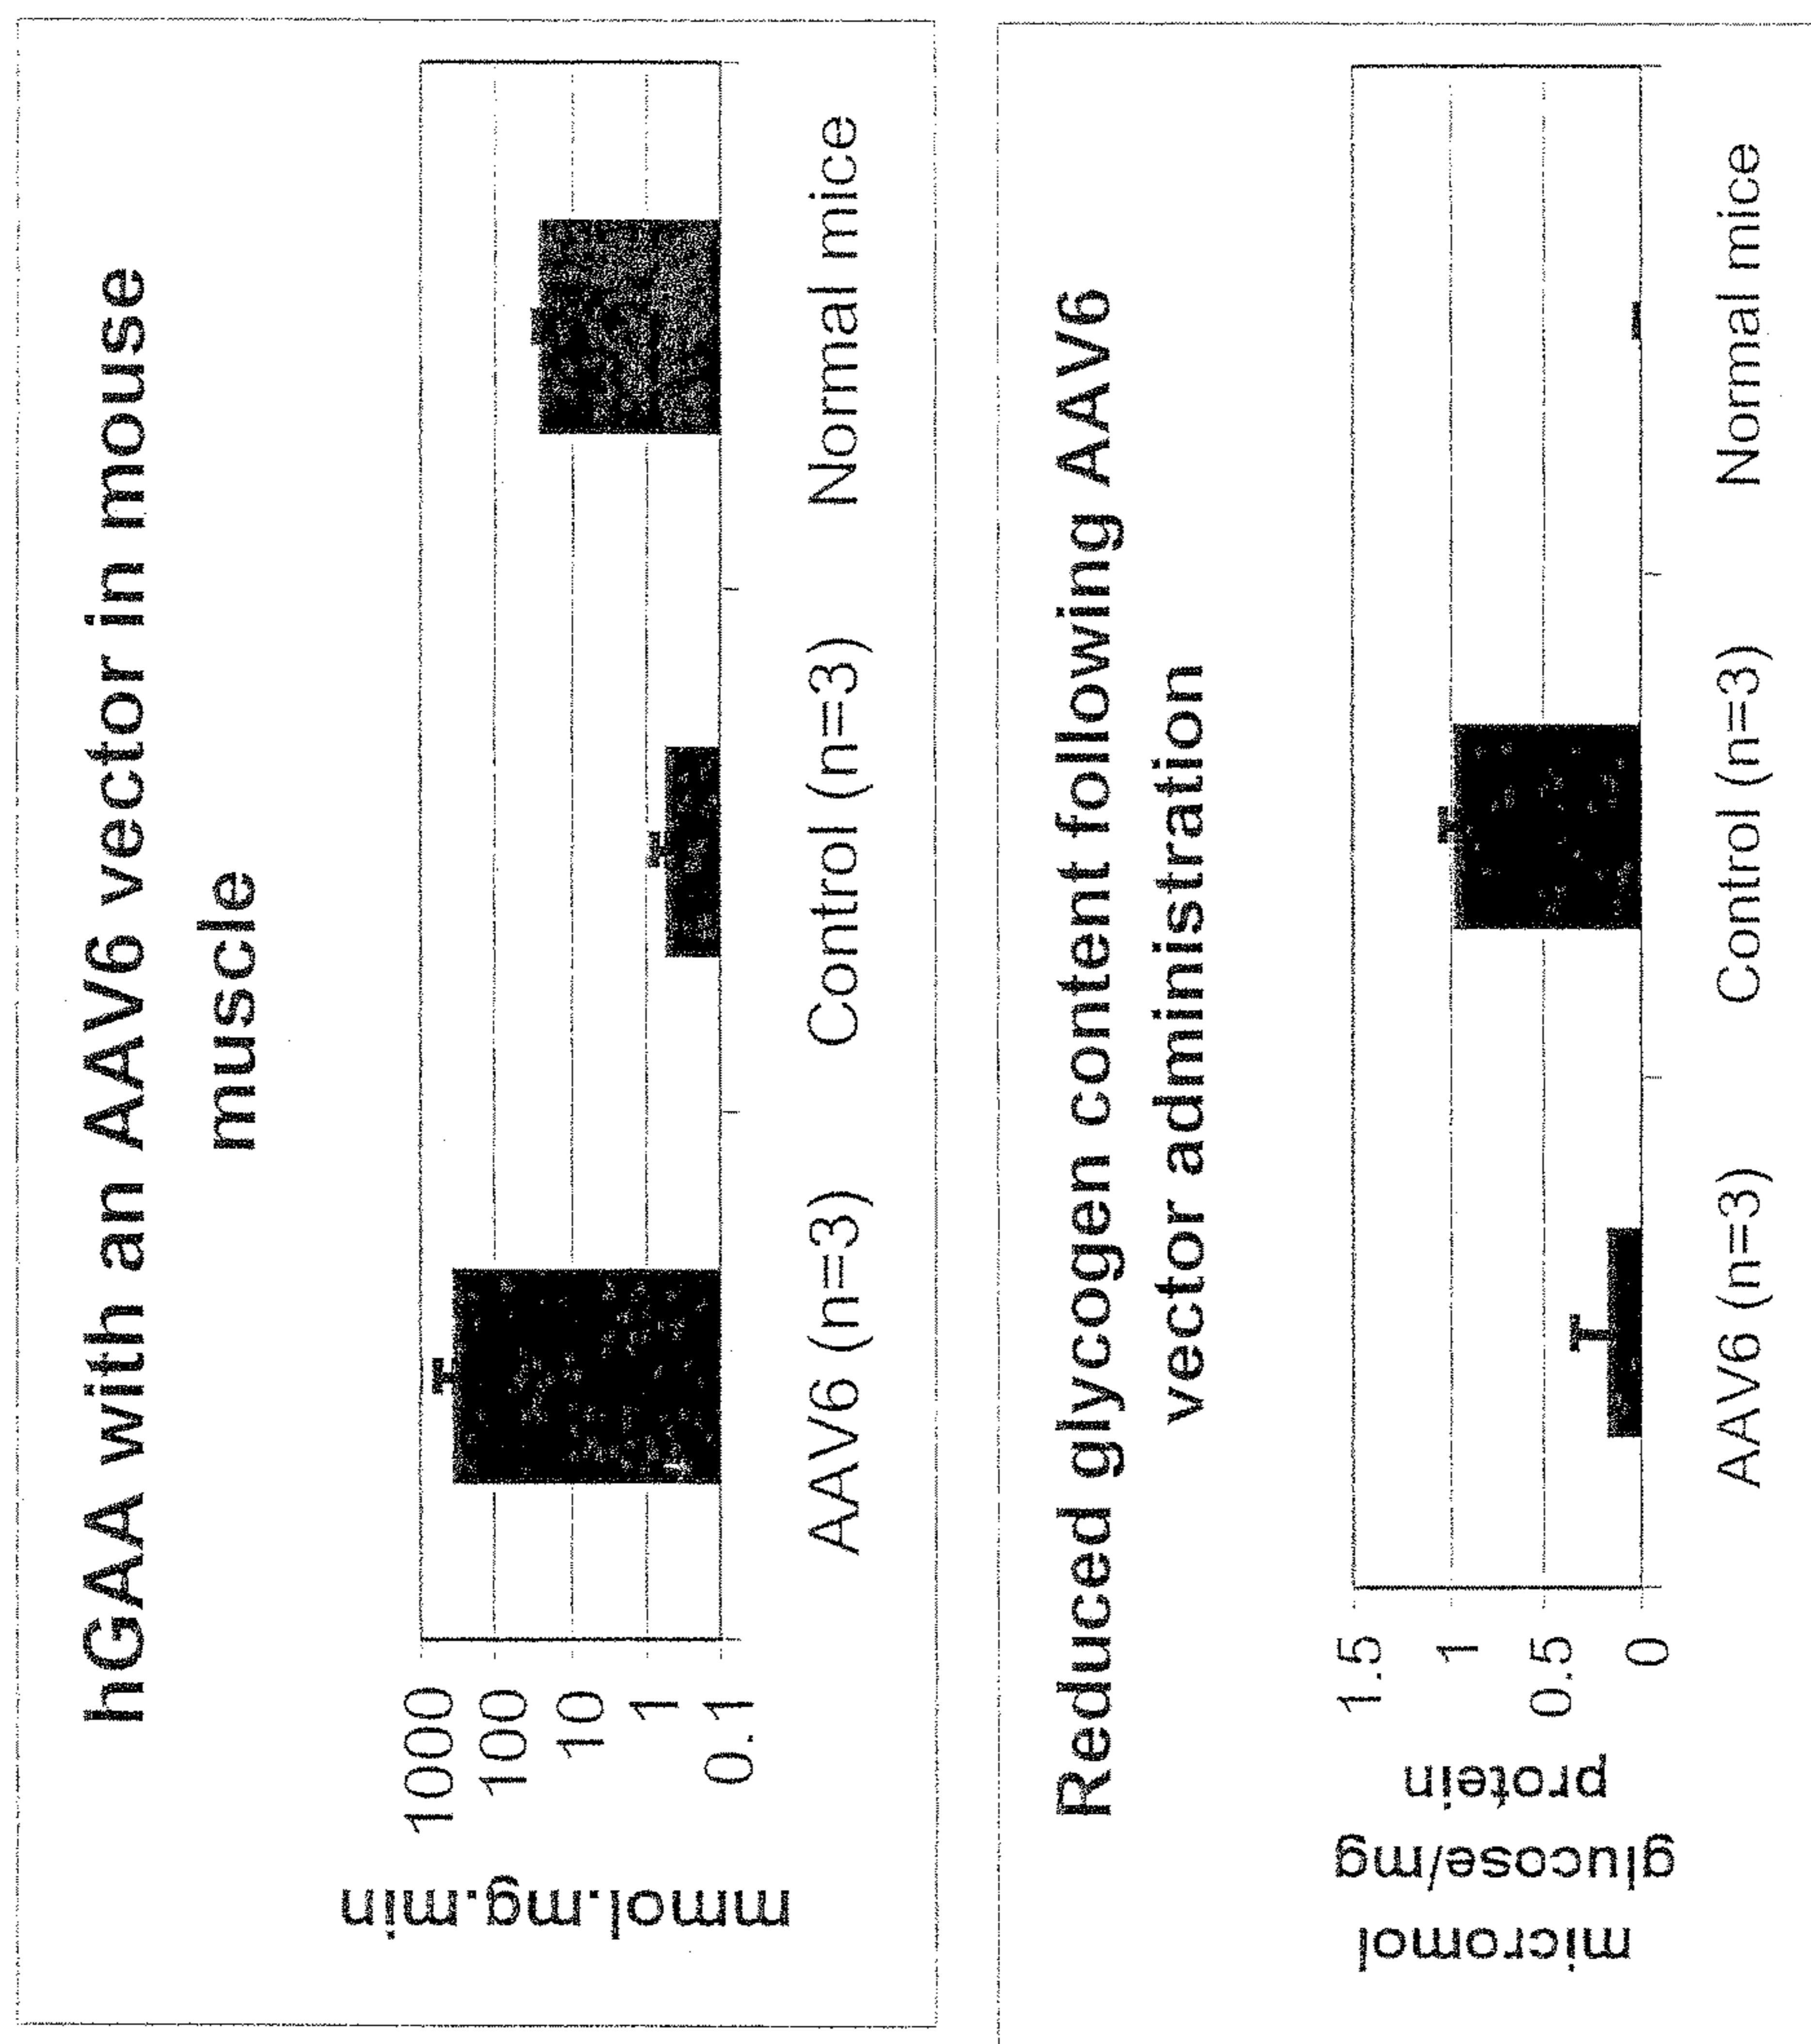 hGAA with an AAV6 vector in mouse
muscle
mmol.mg.min
1000
100
10
1
0.1
AAV6 (n=3)
Control (n=3)
Normal mice
Reduced glycogen content following AAV6
vector administration
micromol
glucose/mg
protein
1.5
1
0.5
0
AAV6 (n=3)
Control (n=3)
Normal mice